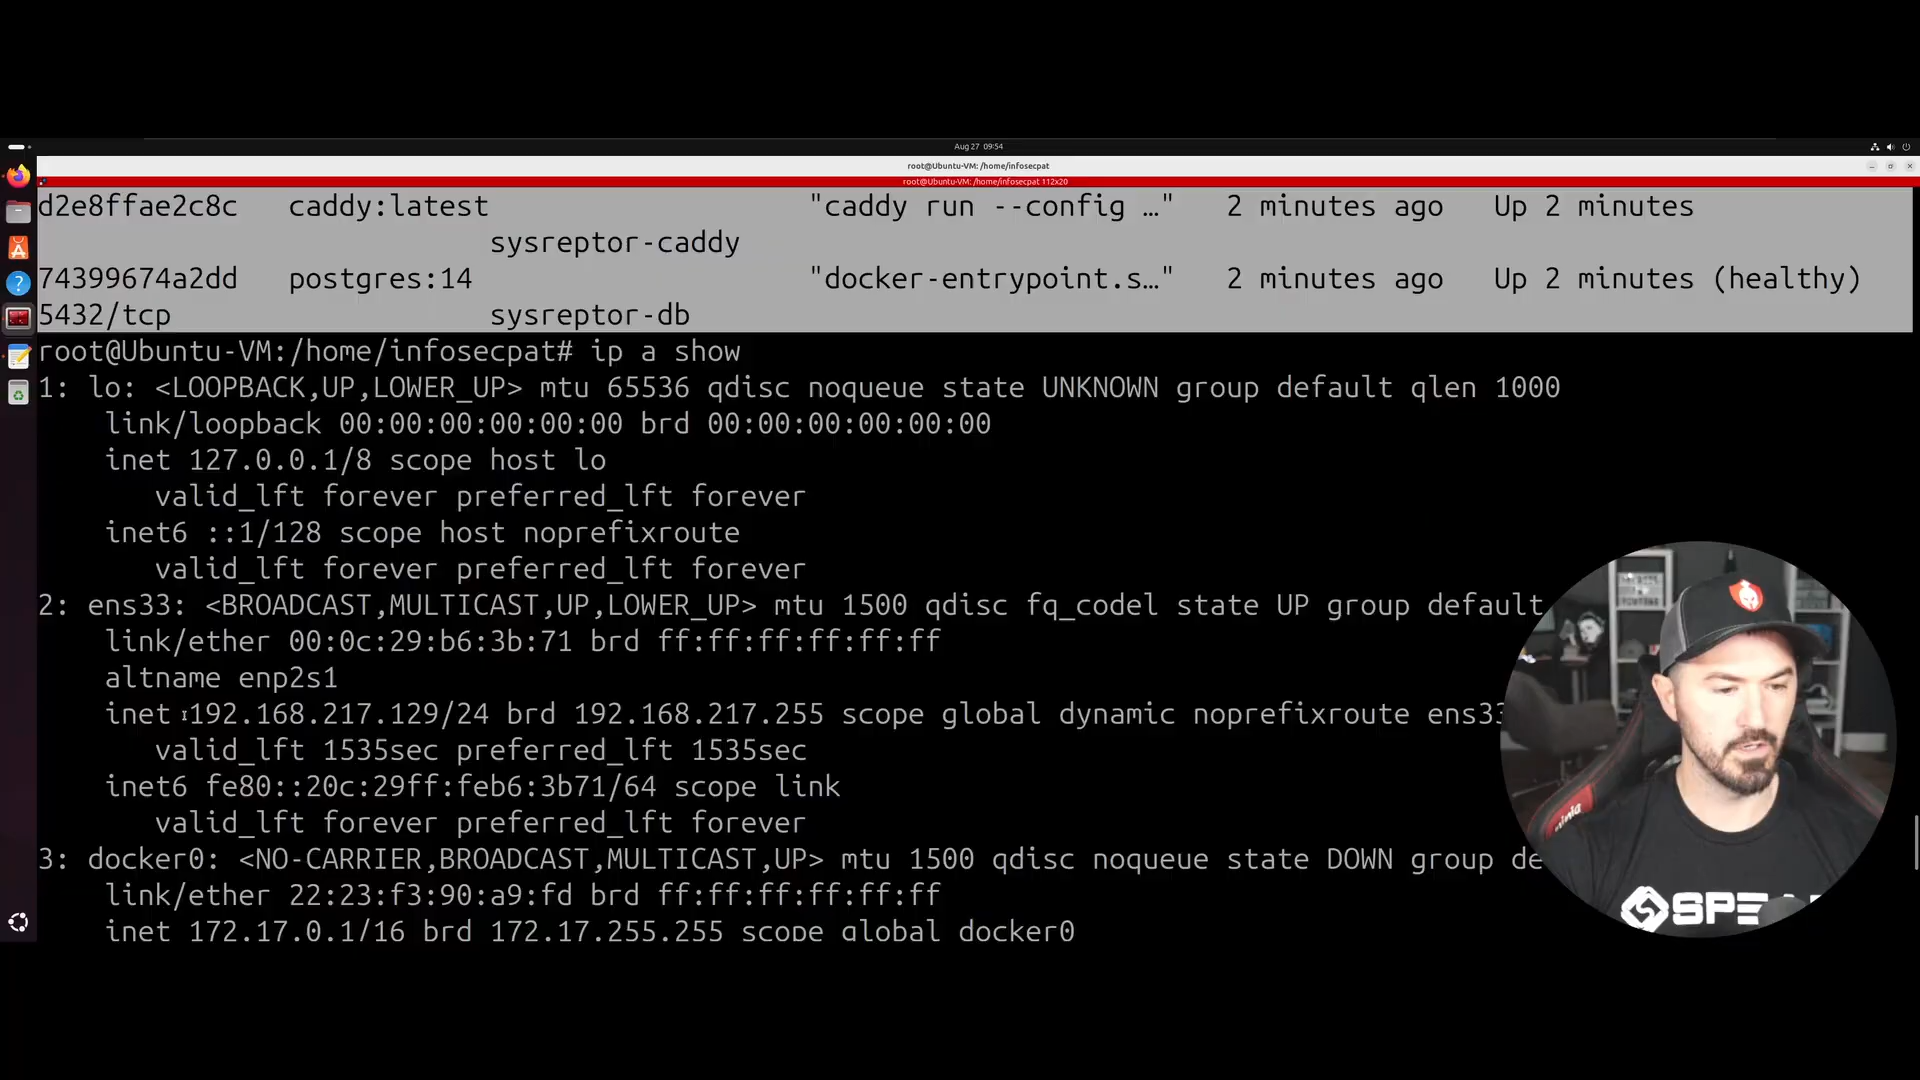 Aug 27 09:54
root@Ubuntu-VM: /home/infosecpat
root@Ubuntu-VM: /home/infosecpat 112x20
d2e8ffae2c8c caddy:latest "caddy run --config …" 2 minutes ago Up 2 minutes
sysreptor-caddy
74399674a2dd postgres:14 "docker-entrypoint.s…" 2 minutes ago Up 2 minutes (healthy)
5432/tcp sysreptor-db
root@Ubuntu-VM:/home/infosecpat# ip a show
1: lo: <LOOPBACK,UP,LOWER_UP> mtu 65536 qdisc noqueue state UNKNOWN group default qlen 1000
link/loopback 00:00:00:00:00:00 brd 00:00:00:00:00:00
inet 127.0.0.1/8 scope host lo
valid_lft forever preferred_lft forever
inet6 ::1/128 scope host noprefixroute
valid_lft forever preferred_lft forever
2: ens33: <BROADCAST,MULTICAST,UP,LOWER_UP> mtu 1500 qdisc fq_codel state UP group default
link/ether 00:0c:29:b6:3b:71 brd ff:ff:ff:ff:ff:ff
altname enp2s1
inet 192.168.217.129/24 brd 192.168.217.255 scope global dynamic noprefixroute ens33
valid_lft 1535sec preferred_lft 1535sec
inet6 fe80::20c:29ff:feb6:3b71/64 scope link
valid_lft forever preferred_lft forever
3: docker0: <NO-CARRIER,BROADCAST,MULTICAST,UP> mtu 1500 qdisc noqueue state DOWN group de
link/ether 22:23:f3:90:a9:fd brd ff:ff:ff:ff:ff:ff
inet 172.17.0.1/16 brd 172.17.255.255 scope global docker0